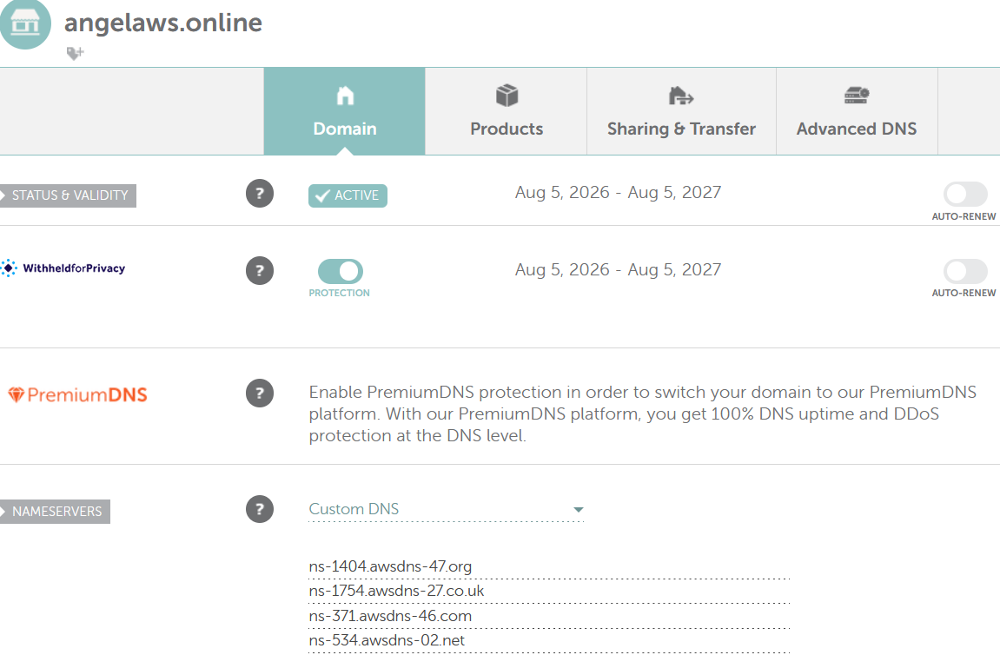 angelaws.online
Domain
Products
Sharing & Transfer
Advanced DNS
STATUS & VALIDITY
?
ACTIVE
Aug 5, 2026 - Aug 5, 2027
AUTO-RENEW
WithheldforPrivacy
?
PROTECTION
Aug 5, 2026 - Aug 5, 2027
AUTO-RENEW
PremiumDNS
?
Enable PremiumDNS protection in order to switch your domain to our PremiumDNS
platform. With our PremiumDNS platform, you get 100% DNS uptime and DDoS
protection at the DNS level.
NAMESERVERS
?
Custom DNS
ns-1404.awsdns-47.org
ns-1754.awsdns-27.co.uk
ns-371.awsdns-46.com
ns-534.awsdns-02.net